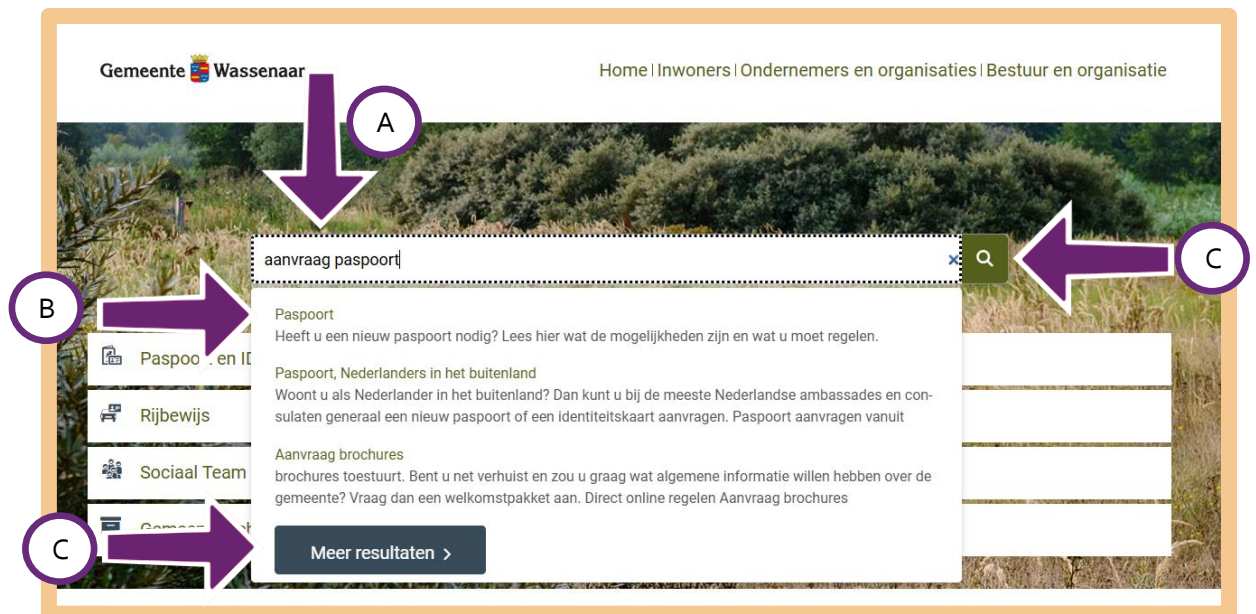 Gemeente Wassenaar
Home | Inwoners | Ondernemers en organisaties | Bestuur en organisatie
A
aanvraag paspoort
×
C
B
Paspoort
Heeft u een nieuw paspoort nodig? Lees hier wat de mogelijkheden zijn en wat u moet regelen.
Paspoort en ID
Paspoort, Nederlanders in het buitenland
Woont u als Nederlander in het buitenland? Dan kunt u bij de meeste Nederlandse ambassades en con-
sulaten generaal een nieuw paspoort of een identiteitskaart aanvragen. Paspoort aanvragen vanuit
Rijbewijs
Aanvraag brochures
brochures toestuurt. Bent u net verhuist en zou u graag wat algemene informatie willen hebben over de
gemeente? Vraag dan een welkomstpakket aan. Direct online regelen Aanvraag brochures
Sociaal Team
C
Meer resultaten >